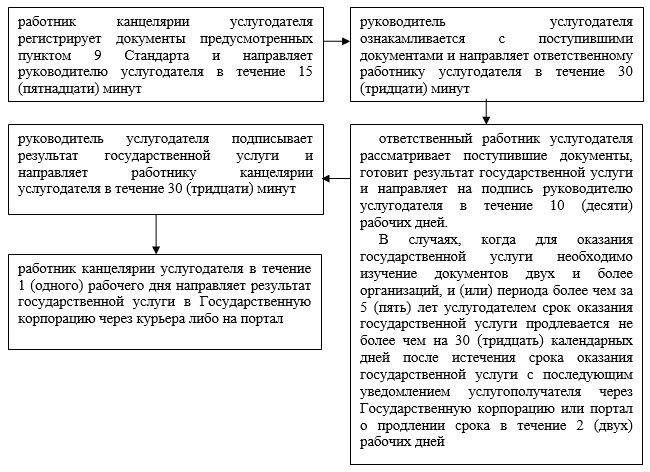 работник канцелярии услугодателя
регистрирует документы предусмотренных
пунктом 9 Стандарта и направляет
руководителю услугодателя в течение 15
(пятнадцати) минут
руководитель услугодателя
ознакамливается с поступившими
документами и направляет ответственному
работнику услугодателя в течение 30
(тридцати) минут
ответственный работник услугодателя
рассматривает поступившие документы,
готовит результат государственной услуги
и направляет на подпись руководителю
услугодателя в течение 10 (десяти)
рабочих дней.
В случаях, когда для оказания
государственной услуги необходимо
изучение документов двух и более
организаций, и (или) периода более чем за
5 (пять) лет услугодателем срок оказания
государственной услуги продлевается не
более чем на 30 (тридцать) календарных
дней после истечения срока оказания
государственной услуги с последующим
уведомлением услугополучателя через
Государственную корпорацию или портал
о продлении срока в течение 2 (двух)
рабочих дней
руководитель услугодателя подписывает
результат государственной услуги и
направляет работнику канцелярии
услугодателя в течение 30 (тридцати) минут
работник канцелярии услугодателя в течение
1 (одного) рабочего дня направляет результат
государственной услуги в Государственную
корпорацию через курьера либо на портал